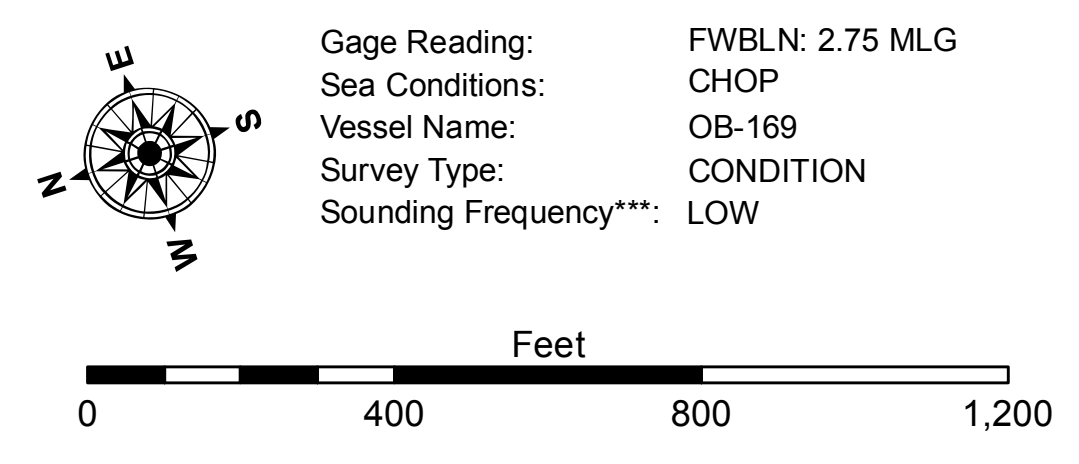 E
S
N
W
Gage Reading: FWBLN: 2.75 MLG
Sea Conditions: CHOP
Vessel Name: OB-169
Survey Type: CONDITION
Sounding Frequency***: LOW
Feet
0 400 800 1,200